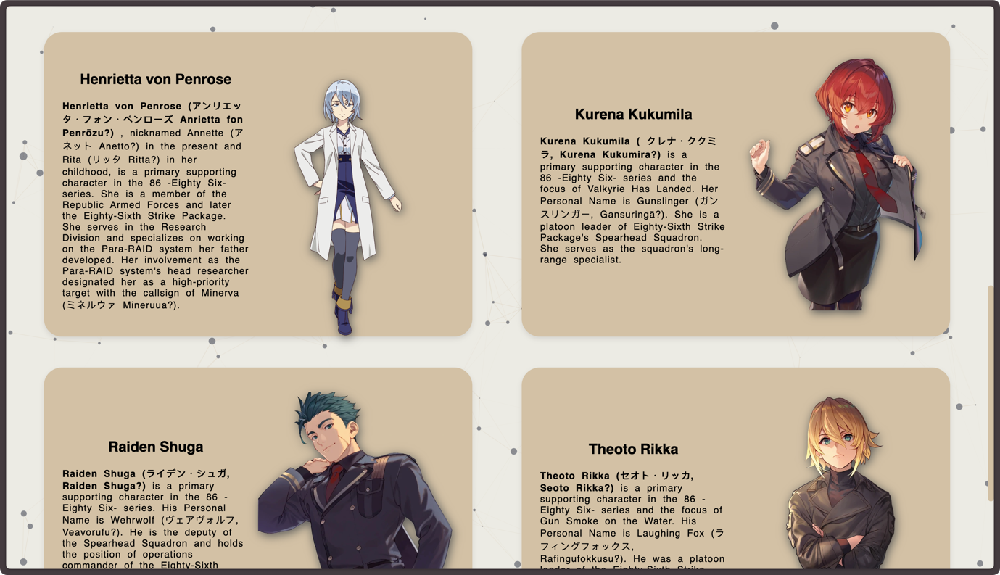 Henrietta von Penrose
Henrietta von Penrose (アンリエッ
タ・フォン・ペンローズ Anrietta fon
Penrōzu?) , nicknamed Annette (ア
ネット Anetto?) in the present and
Rita (リッタ Ritta?) in her
childhood, is a primary supporting
character in the 86 -Eighty Six-
series. She is a member of the
Republic Armed Forces and later
the Eighty-Sixth Strike Package.
She serves in the Research
Division and specializes on working
on the Para-RAID system her father
developed. Her involvement as the
Para-RAID system's head researcher
designated her as a high-priority
target with the callsign of Minerva
(ミネルウァ Mineruua?).
Kurena Kukumila
Kurena Kukumila ( クレナ・ククミ
ラ, Kurena Kukumira?) is a
primary supporting character in the
86 -Eighty Six- series and the
focus of Valkyrie Has Landed. Her
Personal Name is Gunslinger (ガン
スリンガー, Gansuringā?). She is a
platoon leader of Eighty-Sixth Strike
Package's Spearhead Squadron.
She serves as the squadron's long-
range specialist.
Raiden Shuga
Raiden Shuga (ライデン・シュガ,
Raiden Shuga?) is a primary
supporting character in the 86 -
Eighty Six- series. His Personal
Name is Wehrwolf (ヴェアヴォルフ,
Veavorufu?). He is the deputy of
the Spearhead Squadron and holds
the position of operations
commander of the Eighty-Sixth
Theoto Rikka
Theoto Rikka (セオト・リッカ,
Seoto Rikka?) is a primary
supporting character in the 86 -
Eighty Six- series and the focus of
Gun Smoke on the Water. His
Personal Name is Laughing Fox (ラ
フィングフォックス,
Rafingufokkusu?). He was a platoon
leader of the Eighty-Sixth Strike